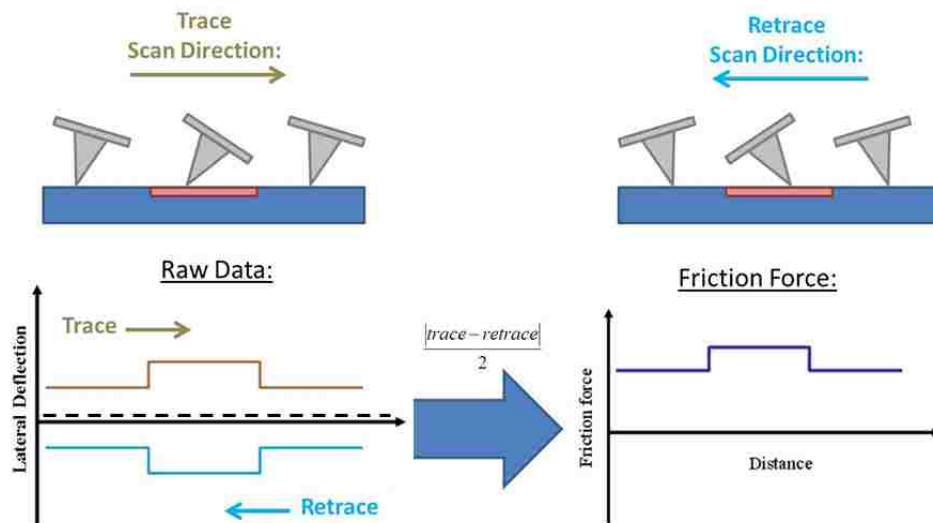 Trace
Scan Direction:
Retrace
Scan Direction:
Raw Data:
Friction Force:
Trace
|trace − retrace|
2
Lateral Deflection
Friction force
Distance
Retrace